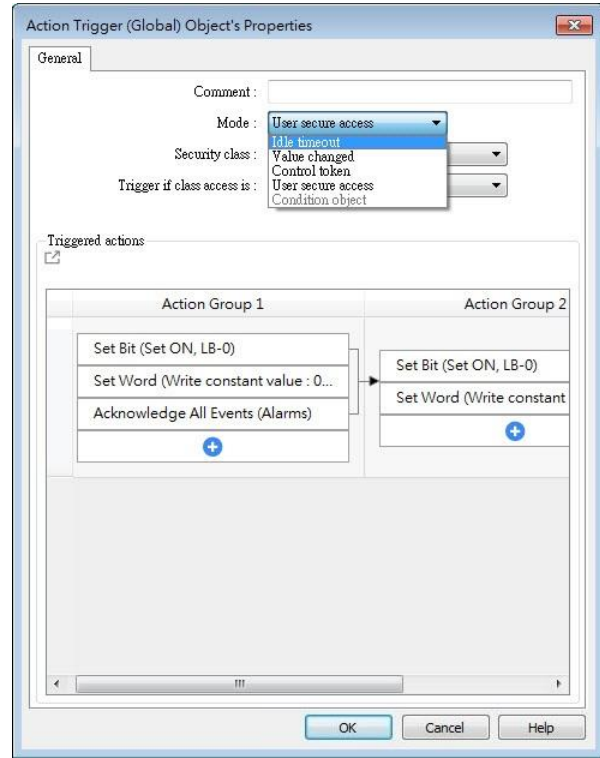 Action Trigger (Global) Object's Properties
General
Comment :
Mode : User secure access
Idle timeout
Security class : Value changed
Control token
Trigger if class access is : User secure access
Condition object
Triggered actions
Action Group 1 Action Group 2
Set Bit (Set ON, LB-0)
Set Bit (Set ON, LB-0)
Set Word (Write constant value : 0...
Set Word (Write constant
Acknowledge All Events (Alarms)
OK Cancel Help